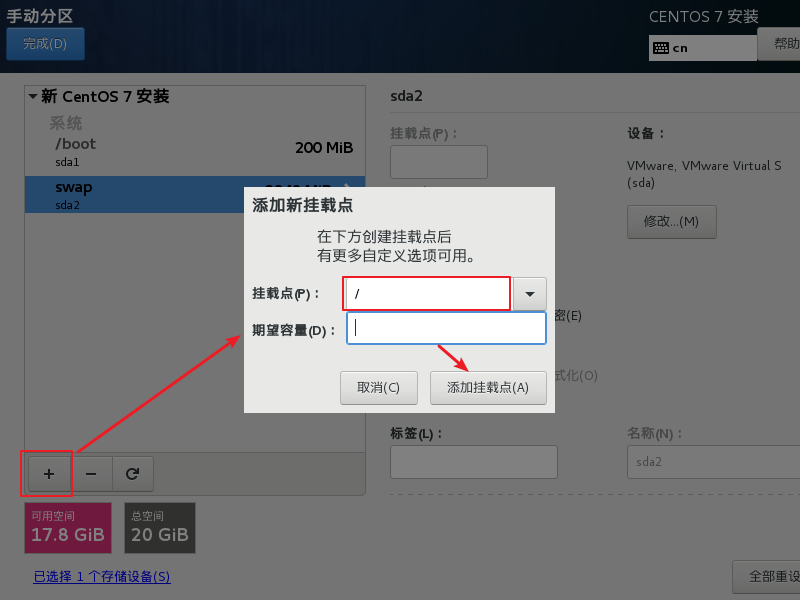 手动分区
CENTOS 7 安装
完成(D)
cn
帮助
新 CentOS 7 安装
系统
/boot
200 MiB
sda1
swap
sda2
sda2
挂载点(P)：
设备：
VMware, VMware Virtual S
(sda)
修改...(M)
添加新挂载点
在下方创建挂载点后
有更多自定义选项可用。
挂载点(P)：
/
期望容量(D)：
密(E)
取消(C)
添加挂载点(A)
式化(O)
标签(L)：
名称(N)：
sda2
可用空间
17.8 GiB
总空间
20 GiB
已选择 1 个存储设备(S)
全部重设